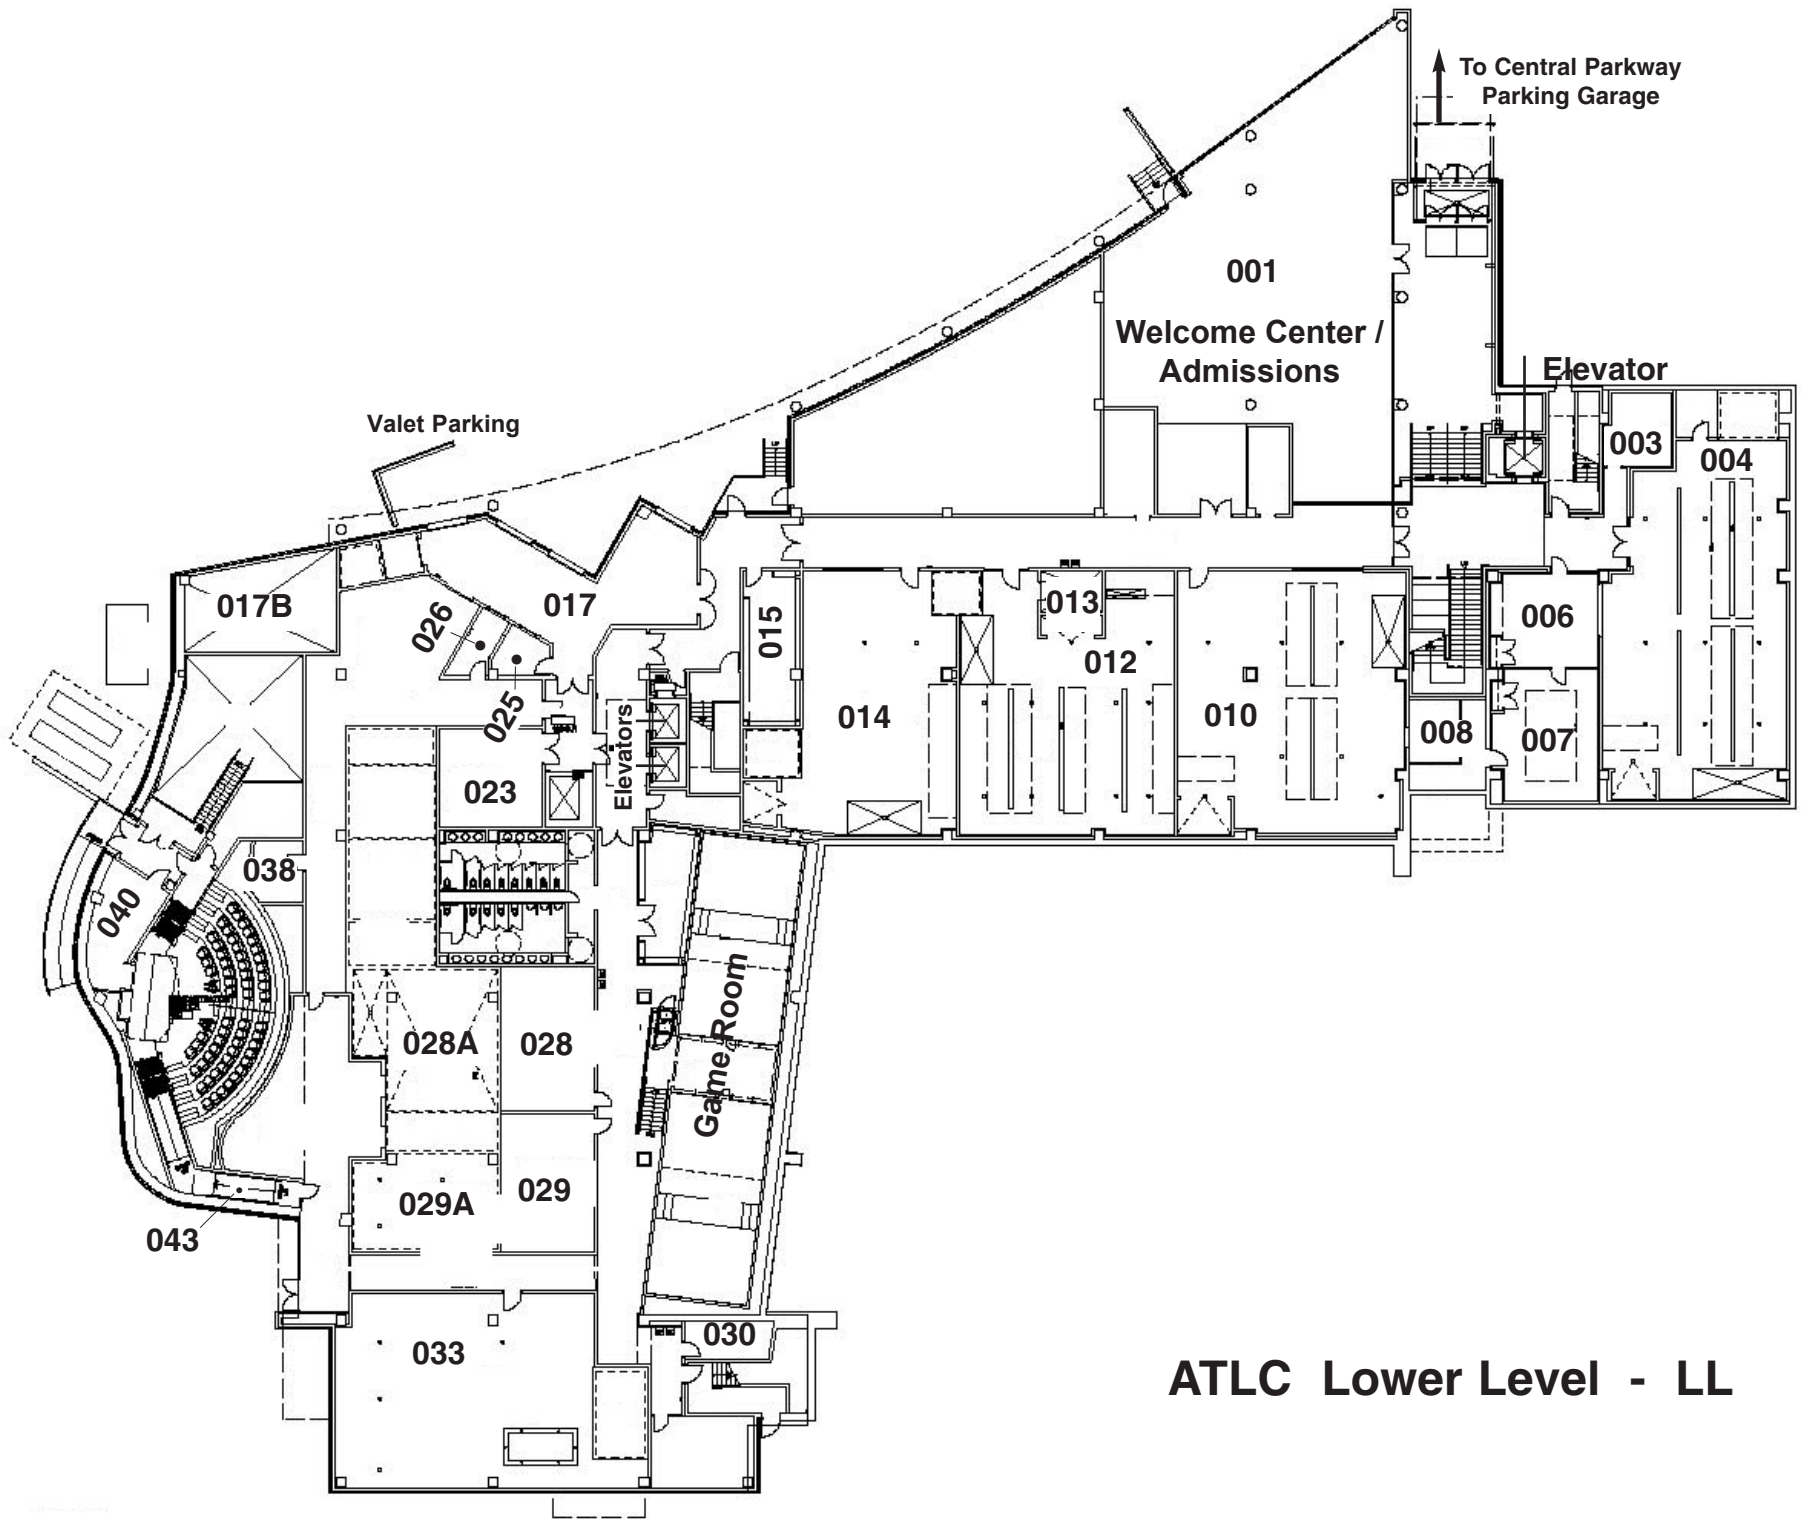 To Central Parkway
Parking Garage
001
Welcome Center /
Admissions
Elevator
Valet Parking
003
004
017B
026
017
015
013
006
012
025
014
010
008
007
Elevators
023
038
040
Game Room
028A
028
029A
029
043
030
033
ATLC Lower Level - LL